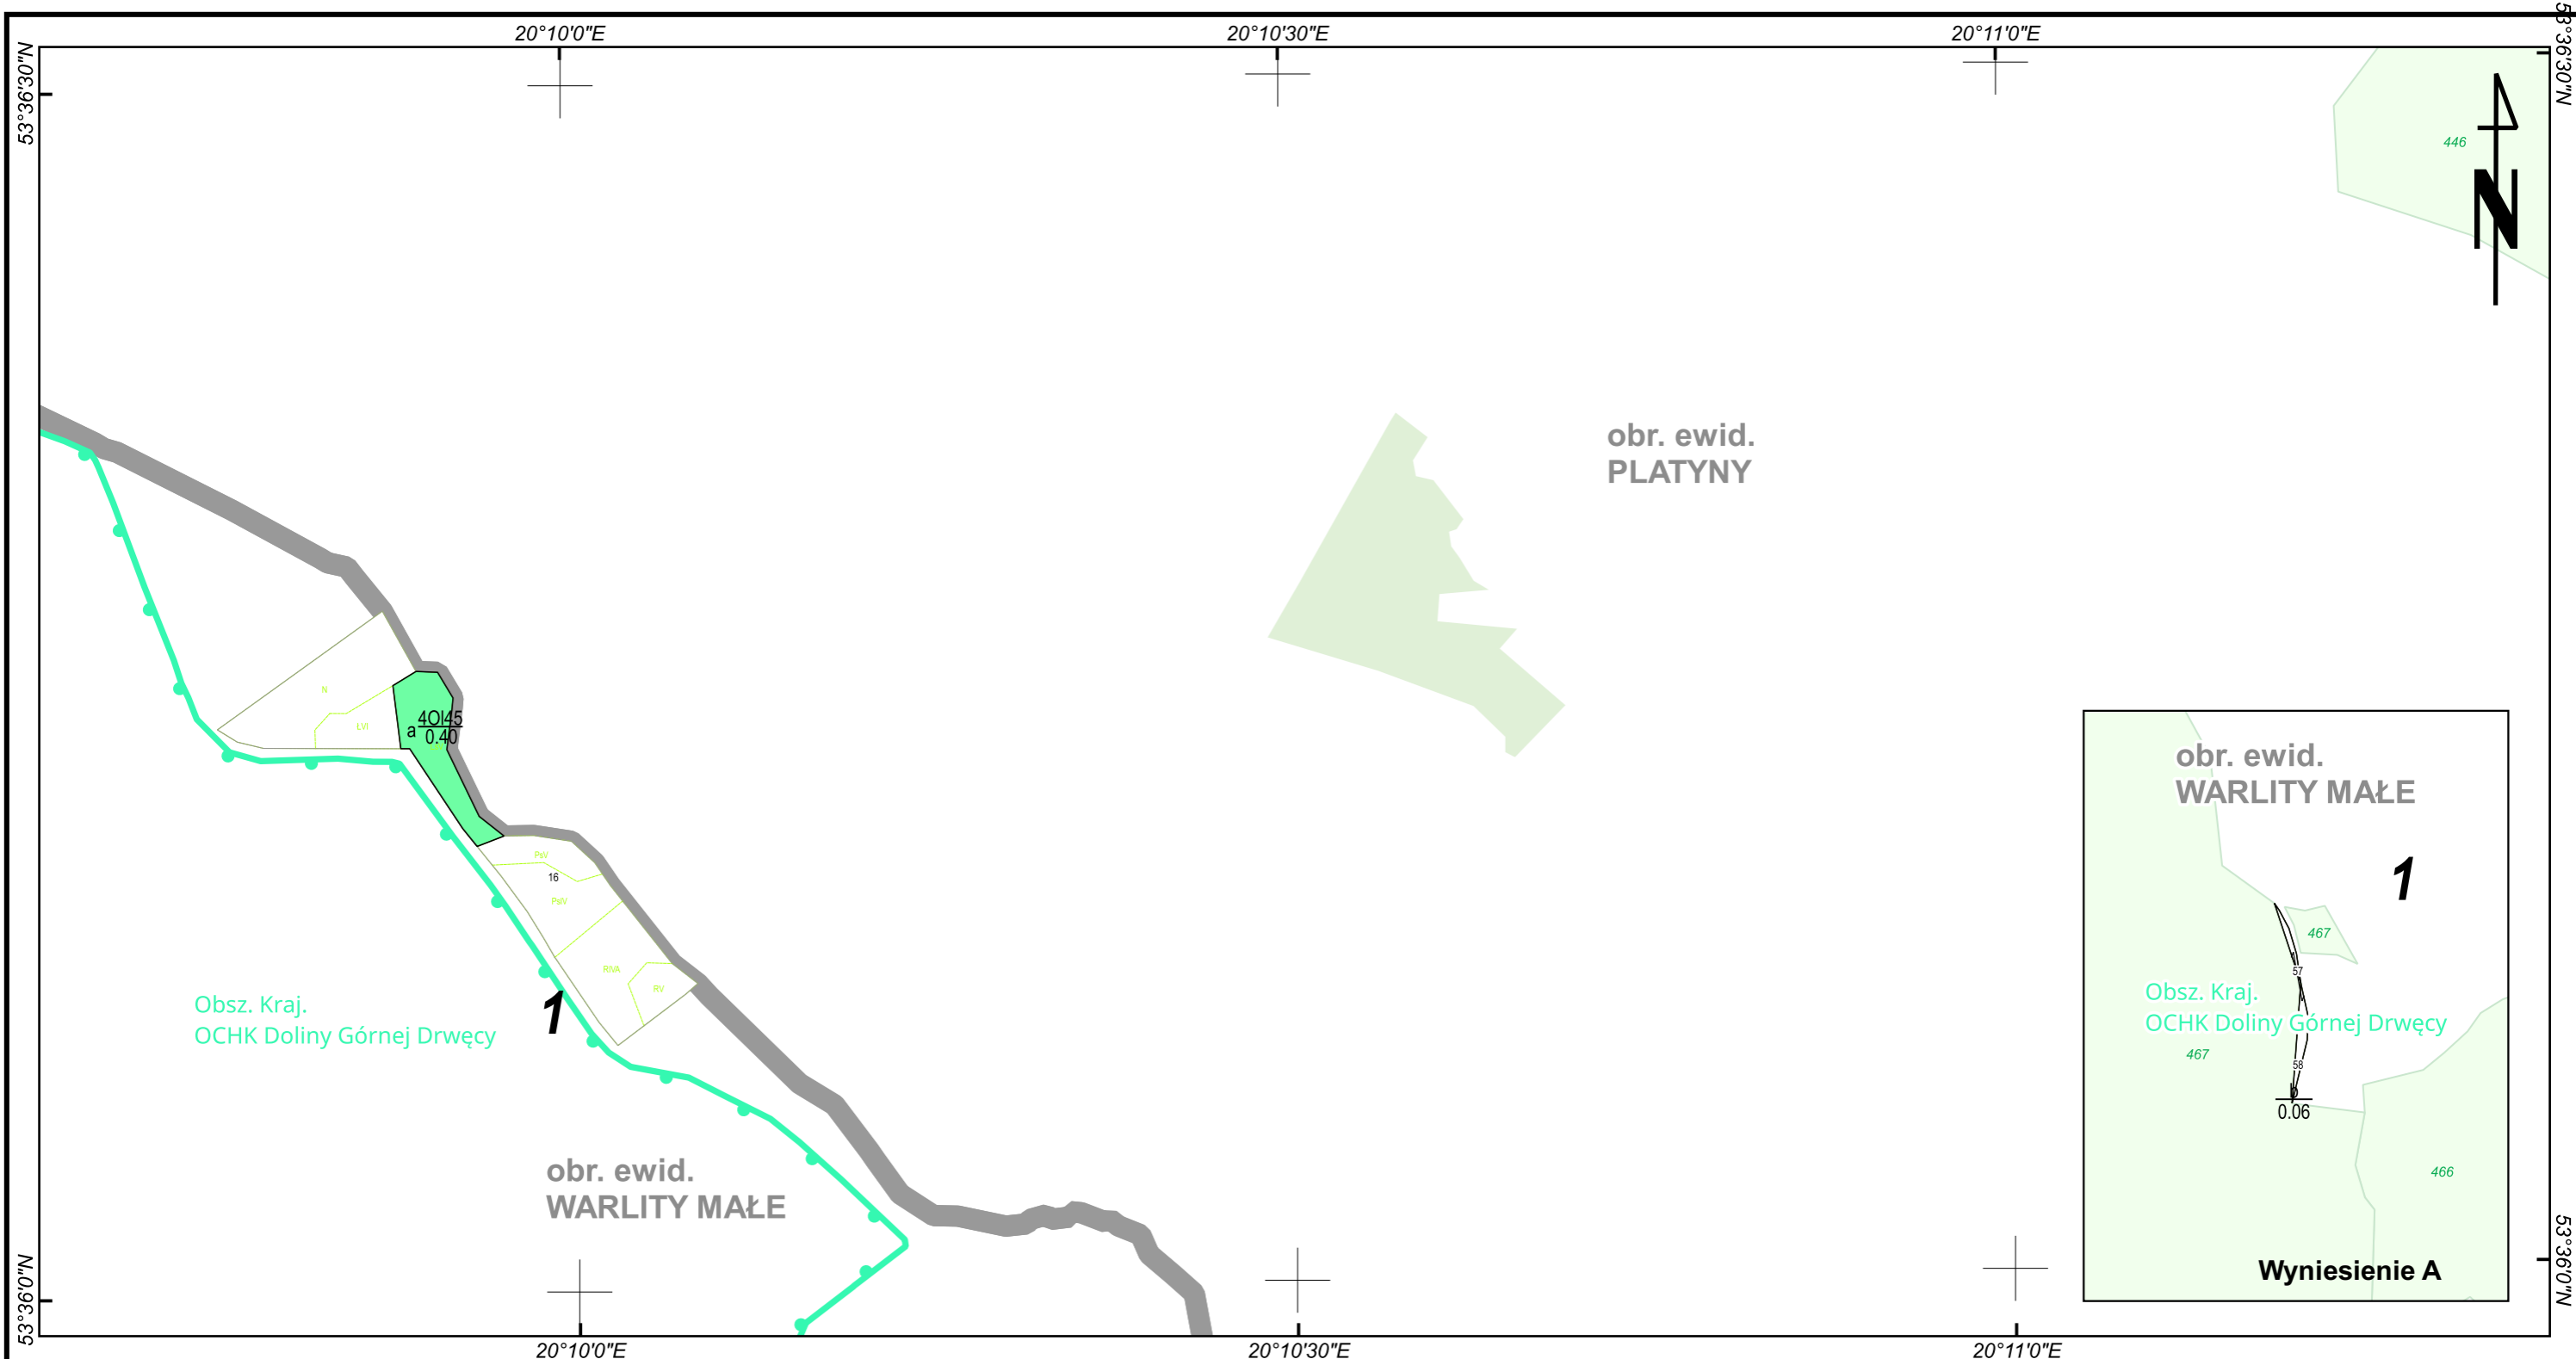 20°10'0"E
20°10'30"E
20°11'0"E
53°36'30"N
53°36'30"N
446
N
obr. ewid.
PLATYNY
N
ŁVI
a 4Ol45
0.40
PsV
16
PsIV
RIVA
RV
Obsz. Kraj.
OCHK Doliny Górnej Drwęcy
1
obr. ewid.
WARLITY MAŁE
obr. ewid.
WARLITY MAŁE
1
467
57
Obsz. Kraj.
OCHK Doliny Górnej Drwęcy
467
58
b
0.06
466
Wyniesienie A
53°36'0"N
53°36'0"N
20°10'0"E
20°10'30"E
20°11'0"E